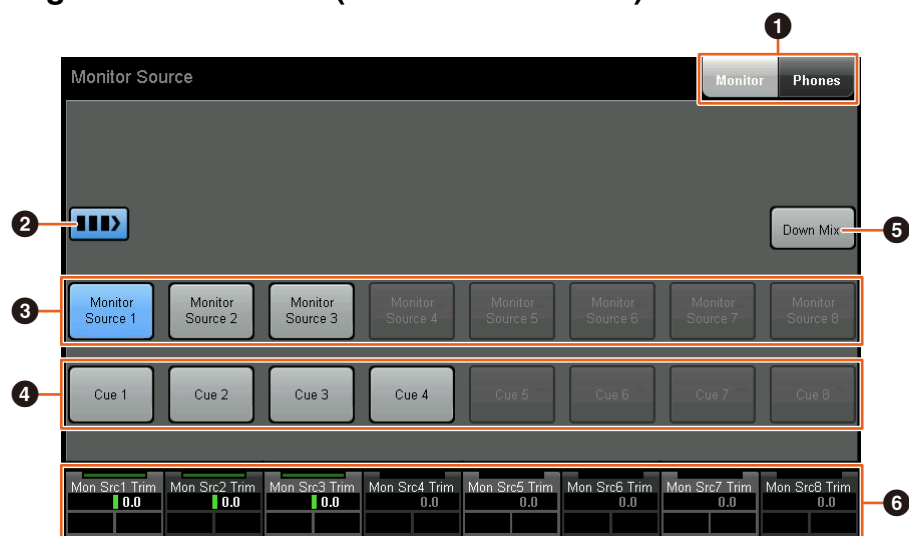 1
Monitor Source
Monitor Phones
2
Down Mix
5
3
Monitor Source 1
Monitor Source 2
Monitor Source 3
Monitor Source 4
Monitor Source 5
Monitor Source 6
Monitor Source 7
Monitor Source 8
4
Cue 1
Cue 2
Cue 3
Cue 4
Cue 5
Cue 6
Cue 7
Cue 8
Mon Src1 Trim Mon Src2 Trim Mon Src3 Trim Mon Src4 Trim Mon Src5 Trim Mon Src6 Trim Mon Src7 Trim Mon Src8 Trim
0.0 0.0 0.0 0.0 0.0 0.0 0.0 0.0
6